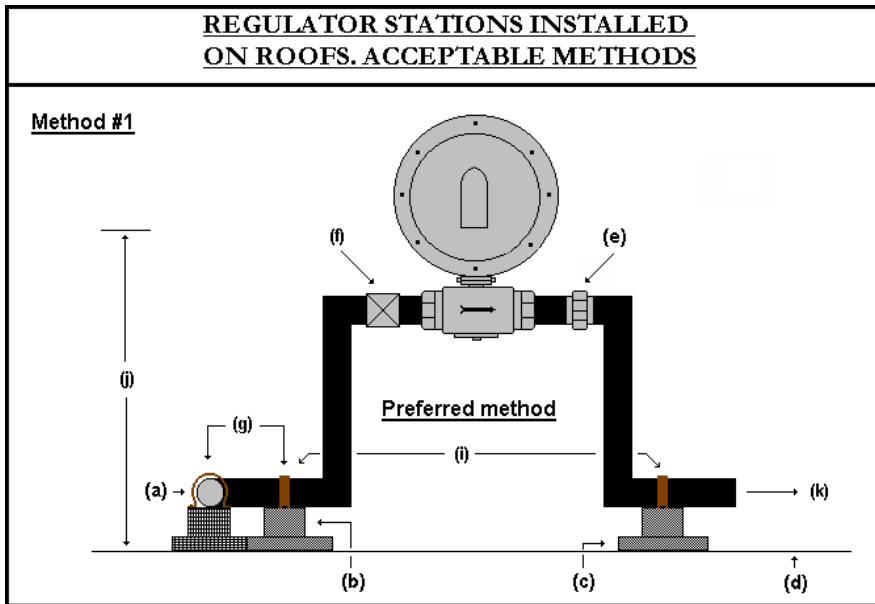 REGULATOR STATIONS INSTALLED
ON ROOFS. ACCEPTABLE METHODS
Method #1
(f)
(e)
(j)
Preferred method
(g)
(i)
(a)
(k)
(b)
(c)
(d)